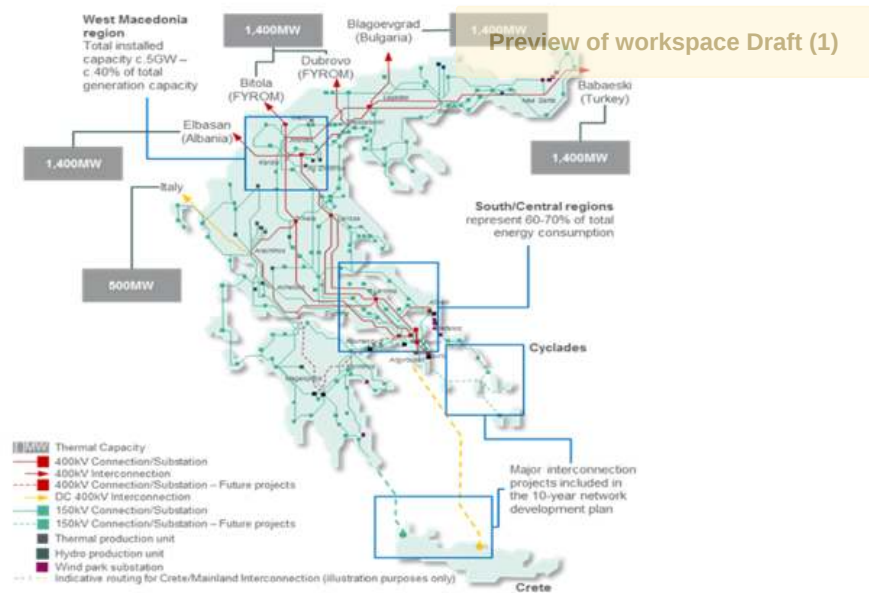 West Macedonia
region
Total installed
capacity c.5GW –
c.40% of total
generation capacity
1,400MW
Blagoevgrad
(Bulgaria)
1,400MW
Preview of workspace Draft (1)
Dubrovo
(FYROM)
Bitola
(FYROM)
Babaeski
(Turkey)
Elbasan
(Albania)
1,400MW
1,400MW
Italy
South/Central regions
represent 60-70% of total
energy consumption
500MW
Cyclades
Major interconnection
projects included in
the 10-year network
development plan
MW Thermal Capacity
400kV Connection/Substation
400kV Interconnection
400kV Connection/Substation – Future projects
DC 400kV Interconnection
150kV Connection/Substation
150kV Connection/Substation – Future projects
Thermal production unit
Hydro production unit
Wind park substation
Indicative routing for Crete/Mainland Interconnection (illustration purposes only)
Crete